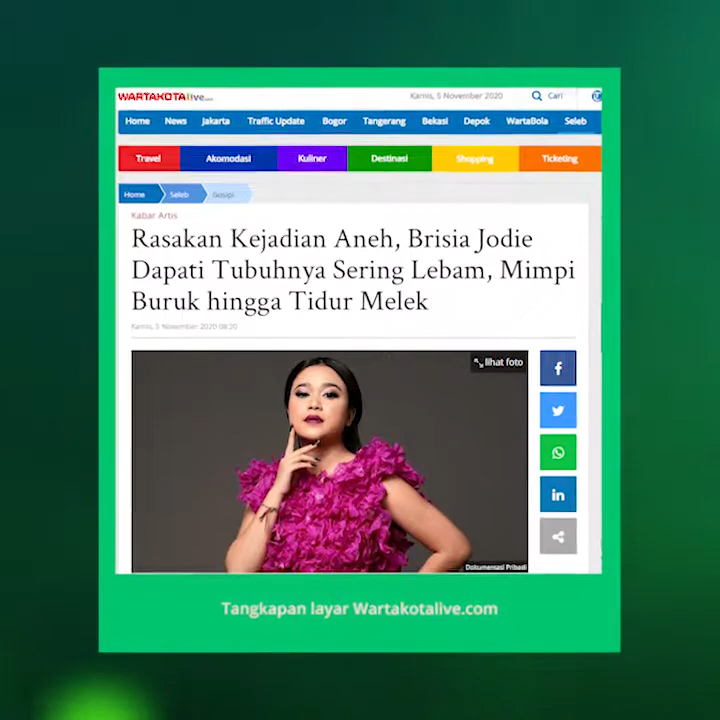 WARTAKOTAlive.com
Kamis, 5 November 2020
Cari
Home News Jakarta Traffic Update Bogor Tangerang Bekasi Depok WartaBola Seleb
Travel Akomodasi Kuliner Destinasi Shopping Ticketing
Home Seleb Gosipi
Kabar Artis
Rasakan Kejadian Aneh, Brisia Jodie
Dapati Tubuhnya Sering Lebam, Mimpi
Buruk hingga Tidur Melek
Kamis, 5 November 2020 08:20
lihat foto
Dokumentasi Pribadi
Tangkapan layar Wartakotalive.com